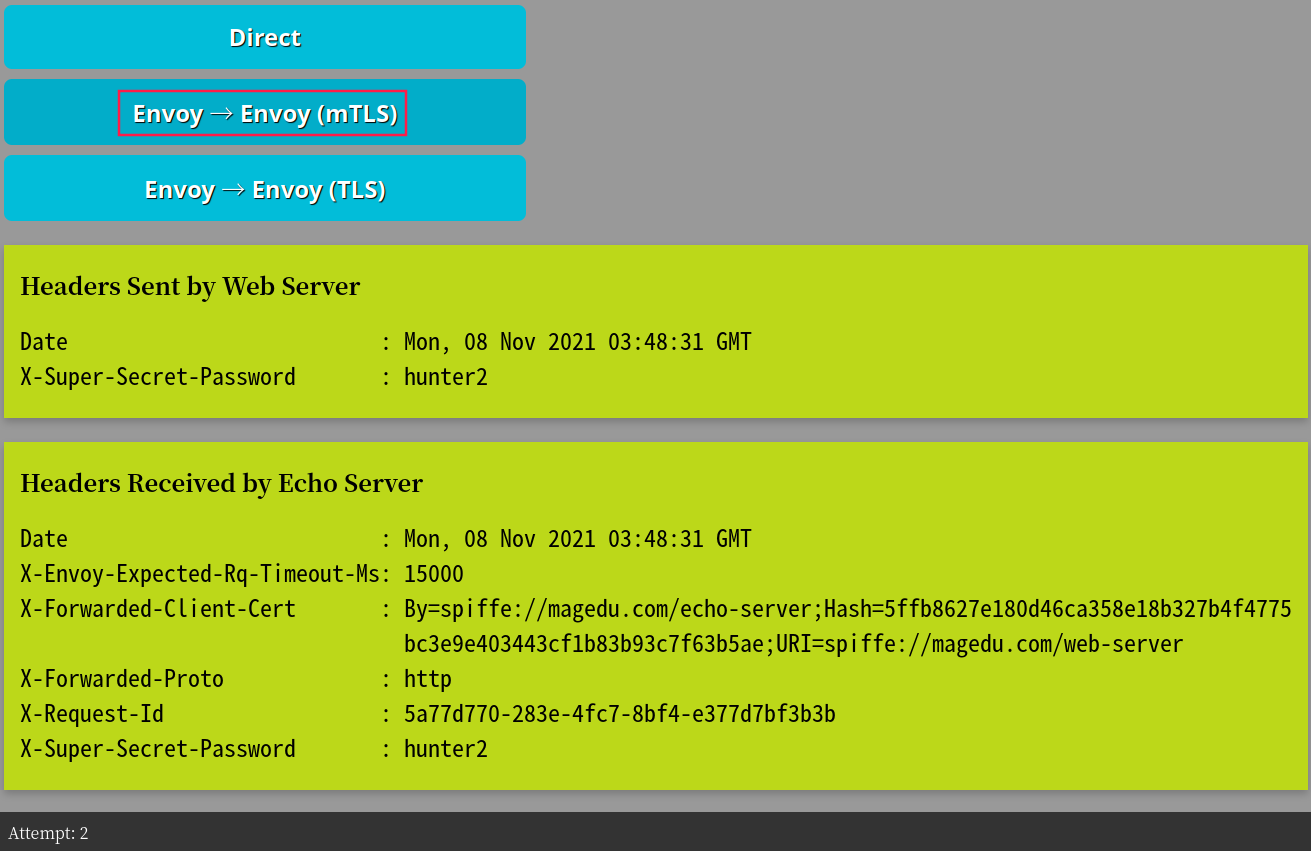 Direct
Envoy → Envoy (mTLS)
Envoy → Envoy (TLS)
Headers Sent by Web Server
Date : Mon, 08 Nov 2021 03:48:31 GMT
X-Super-Secret-Password : hunter2
Headers Received by Echo Server
Date : Mon, 08 Nov 2021 03:48:31 GMT
X-Envoy-Expected-Rq-Timeout-Ms: 15000
X-Forwarded-Client-Cert : By=spiffe://magedu.com/echo-server;Hash=5ffb8627e180d46ca358e18b327b4f4775
bc3e9e403443cf1b83b93c7f63b5ae;URI=spiffe://magedu.com/web-server
X-Forwarded-Proto : http
X-Request-Id : 5a77d770-283e-4fc7-8bf4-e377d7bf3b3b
X-Super-Secret-Password : hunter2
Attempt: 2